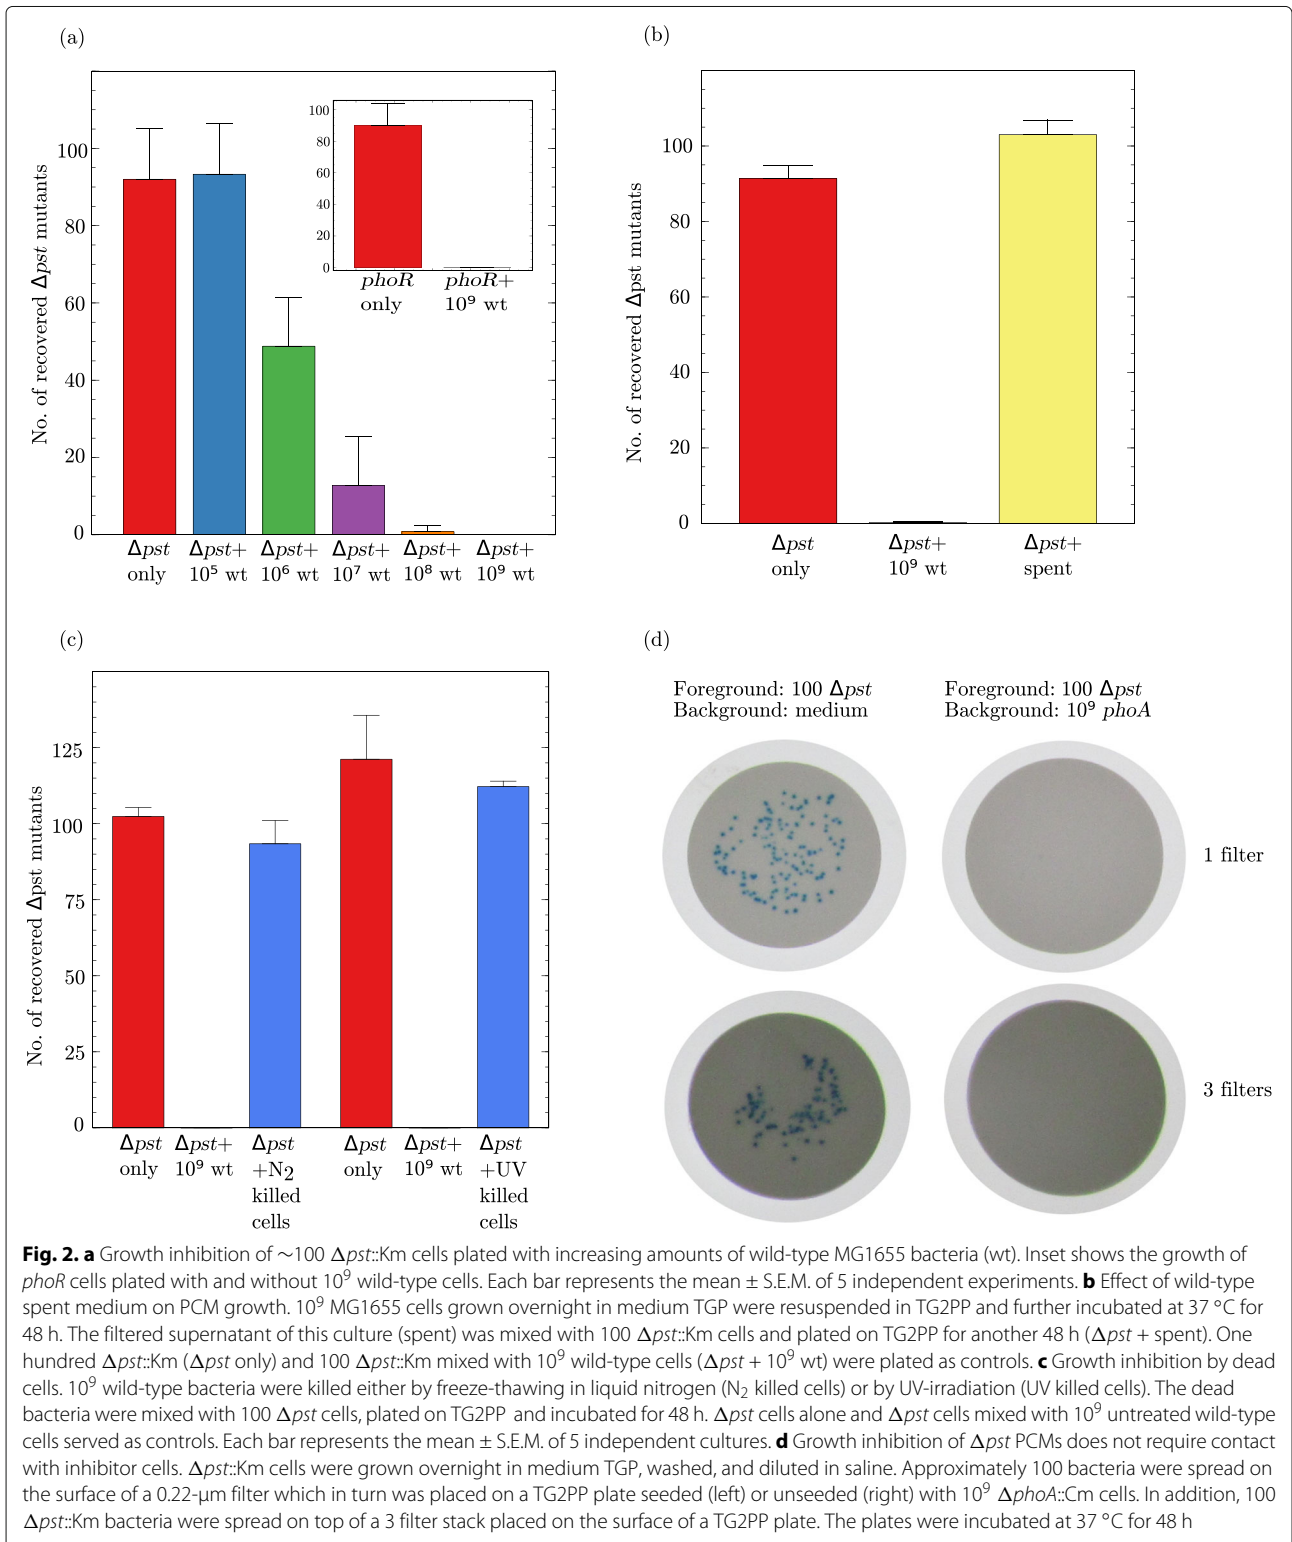 (a)
No. of recovered Δpst mutants
100
80
60
40
20
0
100
80
60
40
20
0
phoR only
phoR+ 10⁹ wt
Δpst only
Δpst+ 10⁵ wt
Δpst+ 10⁶ wt
Δpst+ 10⁷ wt
Δpst+ 10⁸ wt
Δpst+ 10⁹ wt
(b)
No. of recovered Δpst mutants
100
80
60
40
20
0
Δpst only
Δpst+ 10⁹ wt
Δpst+ spent
(c)
No. of recovered Δpst mutants
125
100
75
50
25
0
Δpst only
Δpst+ 10⁹ wt
Δpst +N₂ killed cells
Δpst only
Δpst+ 10⁹ wt
Δpst +UV killed cells
(d)
Foreground: 100 Δpst
Background: medium
Foreground: 100 Δpst
Background: 10⁹ phoA
1 filter
3 filters
Fig. 2. a Growth inhibition of ∼100 Δpst::Km cells plated with increasing amounts of wild-type MG1655 bacteria (wt). Inset shows the growth of
phoR cells plated with and without 10⁹ wild-type cells. Each bar represents the mean ± S.E.M. of 5 independent experiments. b Effect of wild-type
spent medium on PCM growth. 10⁹ MG1655 cells grown overnight in medium TGP were resuspended in TG2PP and further incubated at 37 °C for
48 h. The filtered supernatant of this culture (spent) was mixed with 100 Δpst::Km cells and plated on TG2PP for another 48 h (Δpst + spent). One
hundred Δpst::Km (Δpst only) and 100 Δpst::Km mixed with 10⁹ wild-type cells (Δpst + 10⁹ wt) were plated as controls. c Growth inhibition by dead
cells. 10⁹ wild-type bacteria were killed either by freeze-thawing in liquid nitrogen (N₂ killed cells) or by UV-irradiation (UV killed cells). The dead
bacteria were mixed with 100 Δpst cells, plated on TG2PP and incubated for 48 h. Δpst cells alone and Δpst cells mixed with 10⁹ untreated wild-type
cells served as controls. Each bar represents the mean ± S.E.M. of 5 independent cultures. d Growth inhibition of Δpst PCMs does not require contact
with inhibitor cells. Δpst::Km cells were grown overnight in medium TGP, washed, and diluted in saline. Approximately 100 bacteria were spread on
the surface of a 0.22-μm filter which in turn was placed on a TG2PP plate seeded (left) or unseeded (right) with 10⁹ ΔphoA::Cm cells. In addition, 100
Δpst::Km bacteria were spread on top of a 3 filter stack placed on the surface of a TG2PP plate. The plates were incubated at 37 °C for 48 h